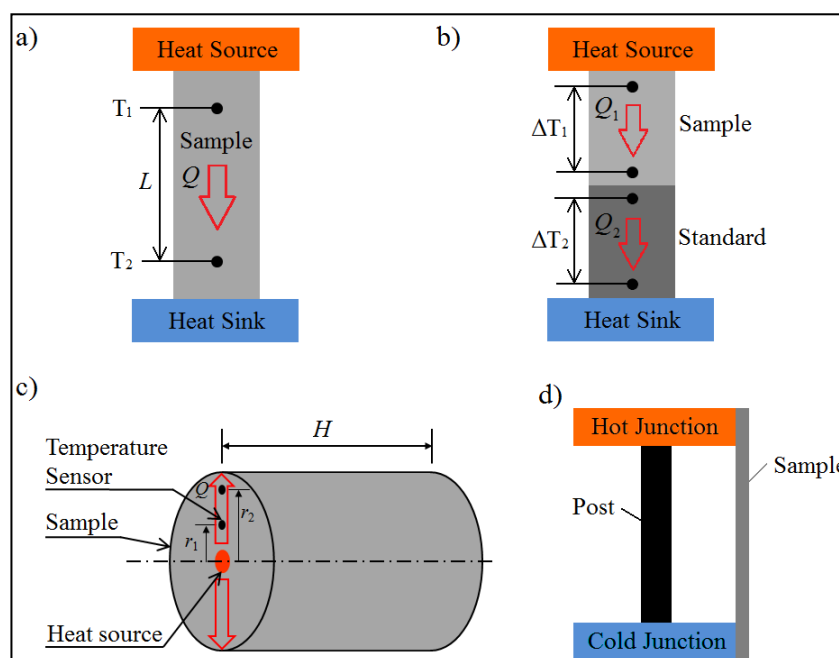 a)
Heat Source
T₁
Sample
L
Q
T₂
Heat Sink
b)
Heat Source
ΔT₁
Q₁
Sample
ΔT₂
Q₂
Standard
Heat Sink
c)
H
Temperature
Sensor
Q
r₂
Sample
r₁
Heat source
d)
Hot Junction
Sample
Post
Cold Junction